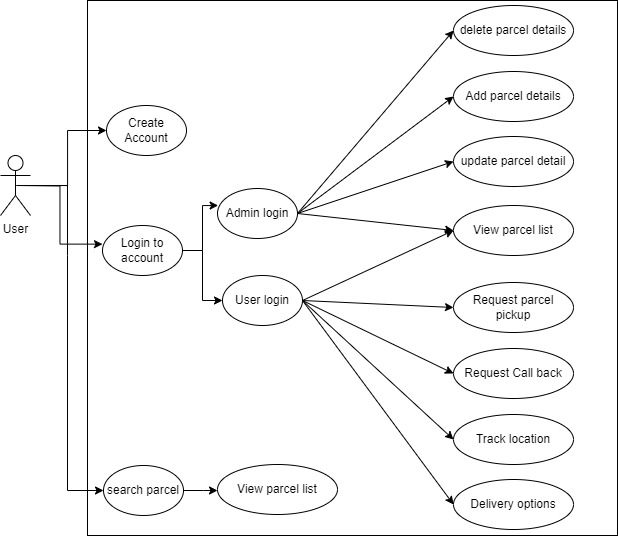 delete parcel details
Add parcel details
Create
Account
update parcel detail
User
Admin login
View parcel list
Login to
account
User login
Request parcel
pickup
Request Call back
Track location
search parcel
View parcel list
Delivery options